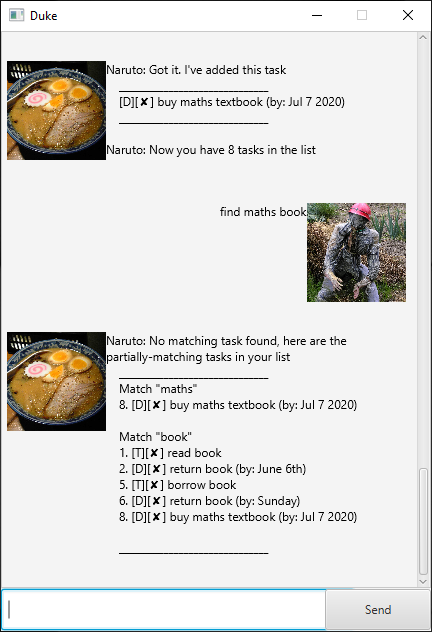 Duke
Naruto: Got it. I've added this task
______________________________
[D][✘] buy maths textbook (by: Jul 7 2020)
______________________________
Naruto: Now you have 8 tasks in the list
find maths book
Naruto: No matching task found, here are the
partially-matching tasks in your list
______________________________
Match "maths"
8. [D][✘] buy maths textbook (by: Jul 7 2020)
Match "book"
1. [T][✘] read book
2. [D][✘] return book (by: June 6th)
5. [T][✘] borrow book
6. [D][✘] return book (by: Sunday)
8. [D][✘] buy maths textbook (by: Jul 7 2020)
______________________________
Send